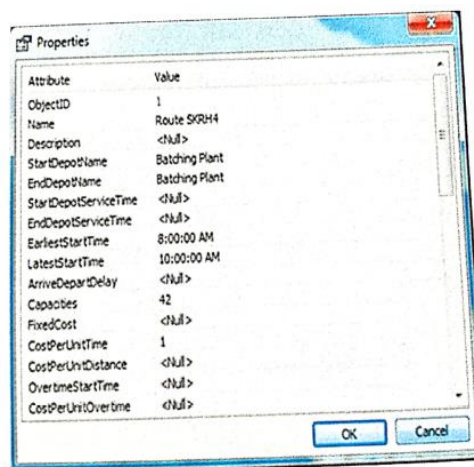 Properties
Attribute Value
ObjectID 1
Name Route SKRH4
Description <Null>
StartDepotName Batching Plant
EndDepotName Batching Plant
StartDepotServiceTime <Null>
EndDepotServiceTime <Null>
EarliestStartTime 8:00:00 AM
LatestStartTime 10:00:00 AM
ArriveDepartDelay <Null>
Capacities 42
FixedCost <Null>
CostPerUnitTime 1
CostPerUnitDistance <Null>
OvertimeStartTime <Null>
CostPerUnitOvertime <Null>
OK Cancel